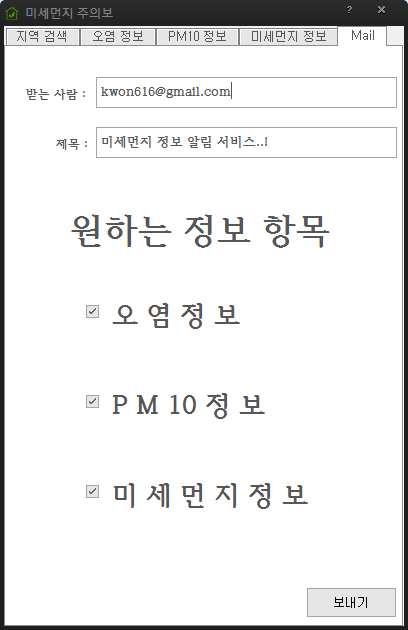 미세먼지 주의보 ? ×
지역 검색 오염 정보 PM10 정보 미세먼지 정보 Mail
받는 사람 : kwon616@gmail.com
제목 : 미세먼지 정보 알림 서비스..!
원하는 정보 항목
오 염 정 보
P M 10 정 보
미 세 먼 지 정 보
보내기